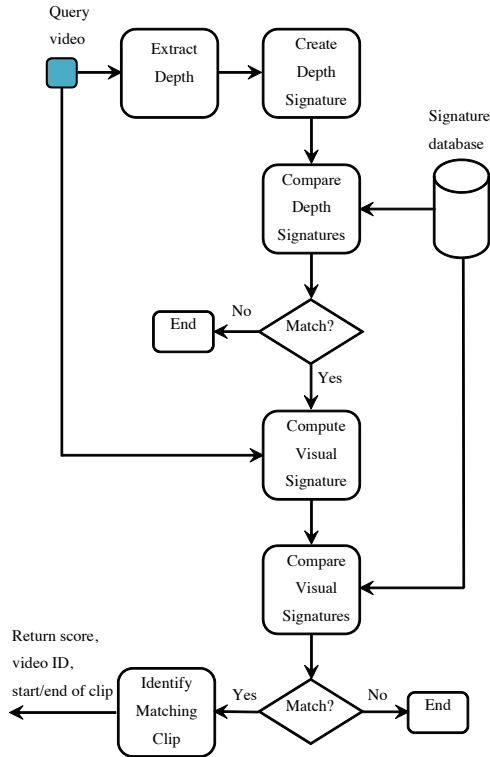 Query
video
Extract
Depth
Create
Depth
Signature
Signature
database
Compare
Depth
Signatures
Match?
No
End
Yes
Compute
Visual
Signature
Compare
Visual
Signatures
Match?
No
End
Yes
Identify
Matching
Clip
Return score,
video ID,
start/end of clip